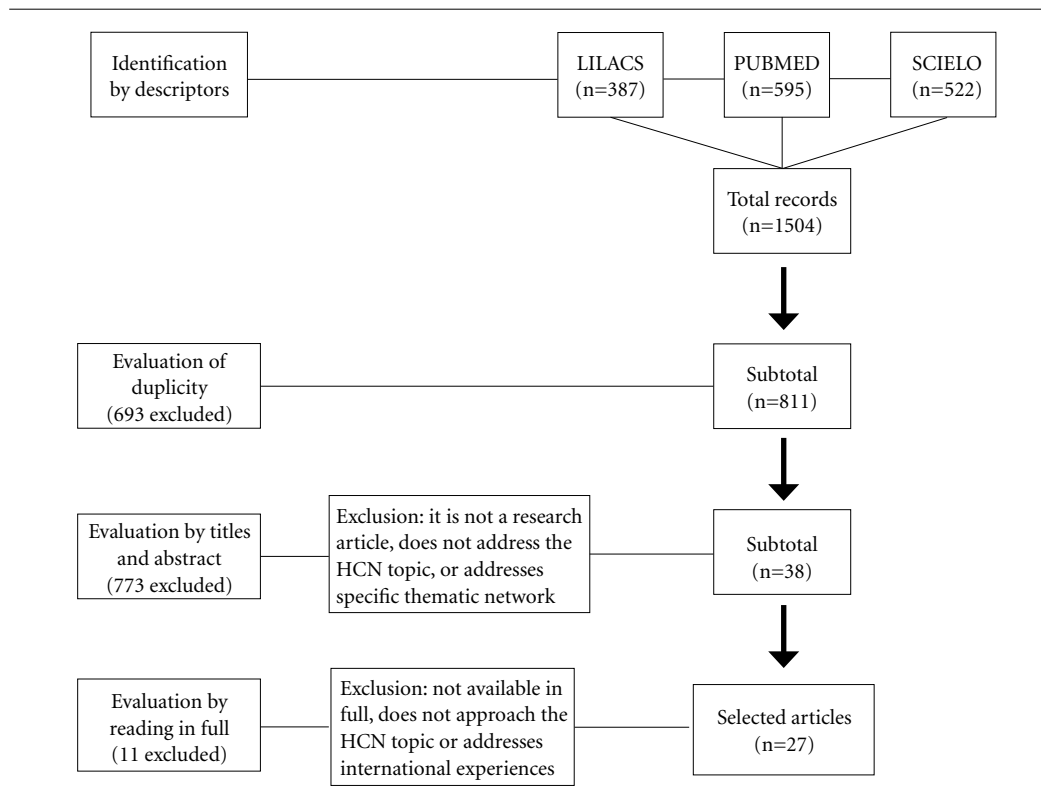 Identification
by descriptors
LILACS
(n=387)
PUBMED
(n=595)
SCIELO
(n=522)
Total records
(n=1504)
Evaluation of
duplicity
(693 excluded)
Subtotal
(n=811)
Evaluation by titles
and abstract
(773 excluded)
Exclusion: it is not a research
article, does not address the
HCN topic, or addresses
specific thematic network
Subtotal
(n=38)
Evaluation by
reading in full
(11 excluded)
Exclusion: not available in
full, does not approach the
HCN topic or addresses
international experiences
Selected articles
(n=27)